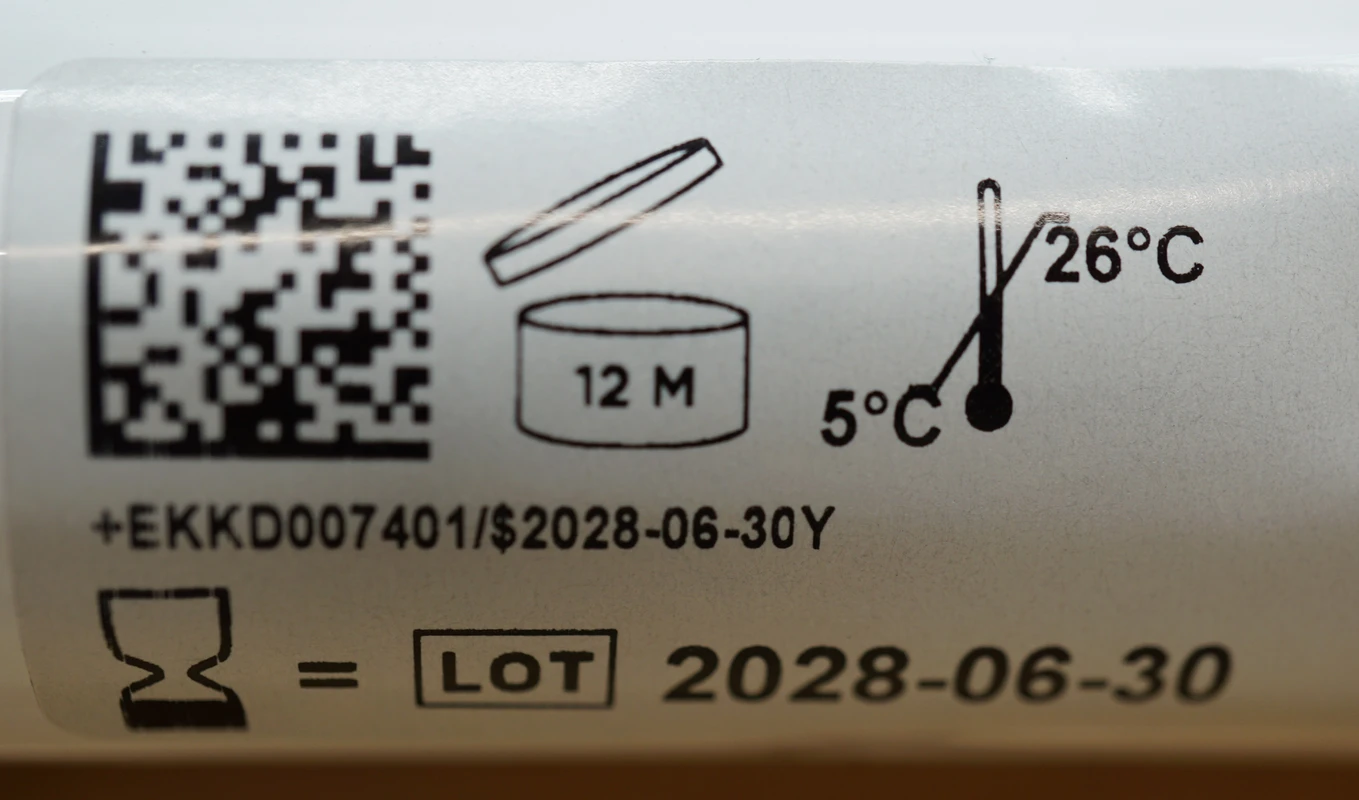 12 M
26°C
5°C
+EKKD007401/$2028-06-30Y
= LOT 2028-06-30